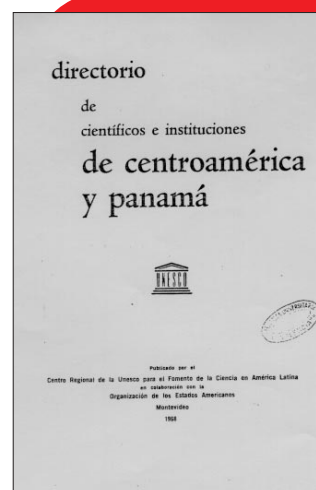 directorio
de
científicos e instituciones
de centroamérica
y panamá
UNESCO
Publicado por el
Centro Regional de la Unesco para el Fomento de la Ciencia en América Latina
en colaboración con la
Organización de los Estados Americanos
Montevideo
1968